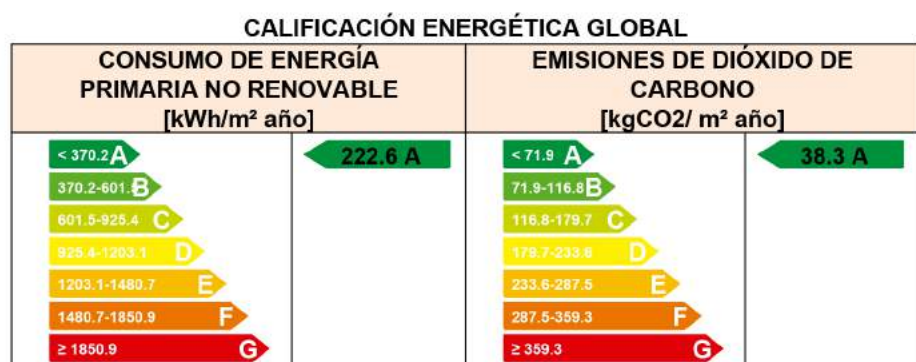 CALIFICACIÓN ENERGÉTICA GLOBAL
CONSUMO DE ENERGÍA
PRIMARIA NO RENOVABLE
[kWh/m² año]
EMISIONES DE DIÓXIDO DE
CARBONO
[kgCO2/ m² año]
< 370.2 A
370.2-601.5 B
601.5-925.4 C
925.4-1203.1 D
1203.1-1480.7 E
1480.7-1850.9 F
≥ 1850.9 G
222.6 A
< 71.9 A
71.9-116.8 B
116.8-179.7 C
179.7-233.6 D
233.6-287.5 E
287.5-359.3 F
≥ 359.3 G
38.3 A